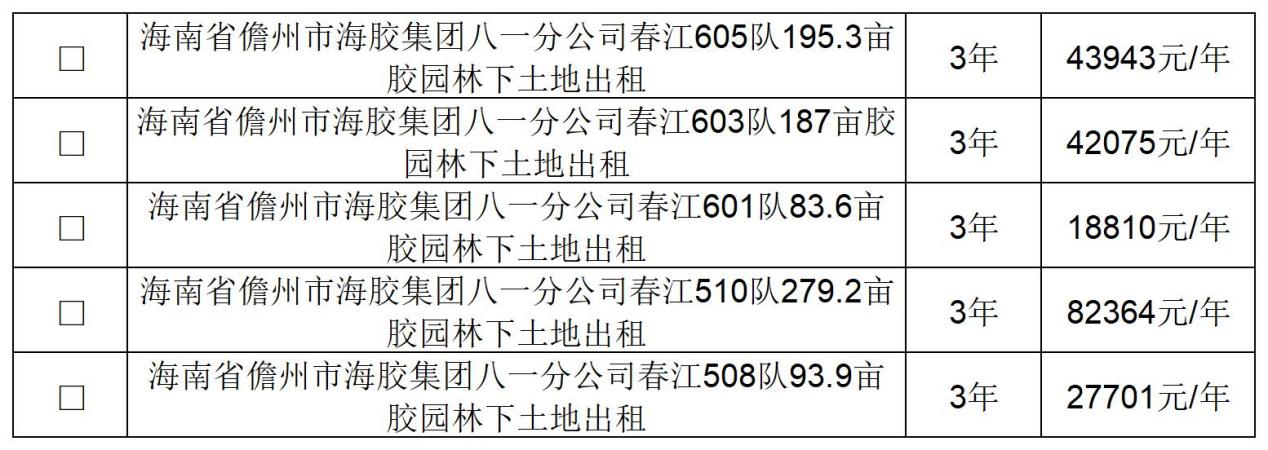 □ 海南省儋州市海胶集团八一分公司春江605队195.3亩
胶园林下土地出租 3年 43943元/年
□ 海南省儋州市海胶集团八一分公司春江603队187亩胶
园林下土地出租 3年 42075元/年
□ 海南省儋州市海胶集团八一分公司春江601队83.6亩
胶园林下土地出租 3年 18810元/年
□ 海南省儋州市海胶集团八一分公司春江510队279.2亩
胶园林下土地出租 3年 82364元/年
□ 海南省儋州市海胶集团八一分公司春江508队93.9亩
胶园林下土地出租 3年 27701元/年